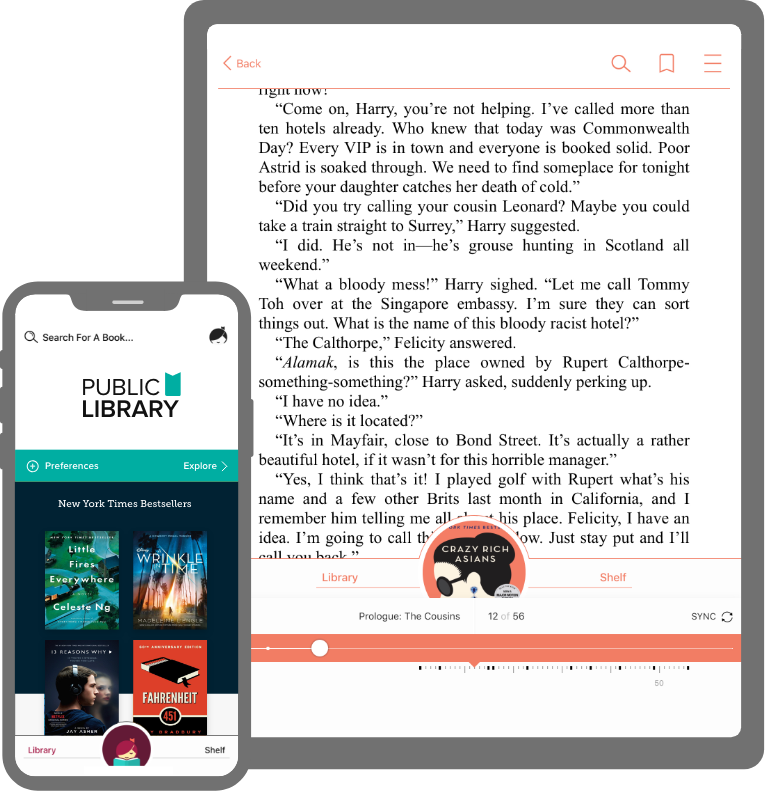 Back
right now!
“Come on, Harry, you’re not helping. I’ve called more than
ten hotels already. Who knew that today was Commonwealth
Day? Every VIP is in town and everyone is booked solid. Poor
Astrid is soaked through. We need to find someplace for tonight
before your daughter catches her death of cold.”
“Did you try calling your cousin Leonard? Maybe you could
take a train straight to Surrey,” Harry suggested.
“I did. He’s not in—he’s grouse hunting in Scotland all
weekend.”
“What a bloody mess!” Harry sighed. “Let me call Tommy
Toh over at the Singapore embassy. I’m sure they can sort
things out. What is the name of this bloody racist hotel?”
“The Calthorpe,” Felicity answered.
“Alamak, is this the place owned by Rupert Calthorpe-
something-something?” Harry asked, suddenly perking up.
“I have no idea.”
“Where is it located?”
“It’s in Mayfair, close to Bond Street. It’s actually a rather
beautiful hotel, if it wasn’t for this horrible manager.”
“Yes, I think that’s it! I played golf with Rupert what’s his
name and a few other Brits last month in California, and I
remember him telling me all about his place. Felicity, I have an
idea. I’m going to call Just stay put and I’ll
call you back.”
CRAZY RICH
ASIANS
Library
Shelf
Prologue: The Cousins
12 of 56
SYNC
50
Search For A Book...
PUBLIC
LIBRARY
Preferences
Explore
New York Times Bestsellers
Little
Fires
Everywhere
Celeste Ng
Disney
A WRINKLE
IN TIME
MADELEINE L'ENGLE
13 REASONS WHY
JAY ASHER
60TH ANNIVERSARY EDITION
FAHRENHEIT
451
RAY BRADBURY
Library
Shelf